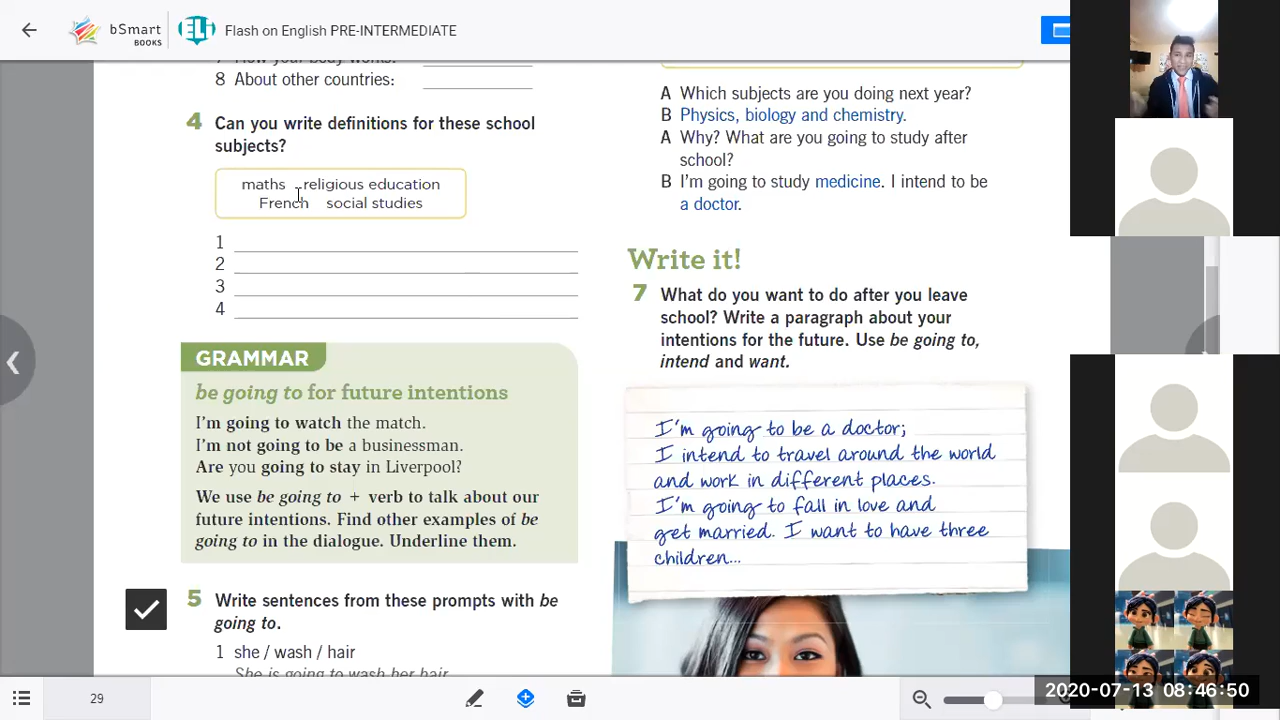 bSmart
BOOKS
ELi
Flash on English PRE-INTERMEDIATE
8 About other countries:
4 Can you write definitions for these school
subjects?
maths religious education
French social studies
1
2
3
4
GRAMMAR
be going to for future intentions
I'm going to watch the match.
I'm not going to be a businessman.
Are you going to stay in Liverpool?
We use be going to + verb to talk about our
future intentions. Find other examples of be
going to in the dialogue. Underline them.
5 Write sentences from these prompts with be
going to.
1 she / wash / hair
She is going to wash her hair
A Which subjects are you doing next year?
B Physics, biology and chemistry.
A Why? What are you going to study after
school?
B I'm going to study medicine. I intend to be
a doctor.
Write it!
7 What do you want to do after you leave
school? Write a paragraph about your
intentions for the future. Use be going to,
intend and want.
I'm going to be a doctor;
I intend to travel around the world
and work in different places.
I'm going to fall in love and
get married. I want to have three
children...
29
2020-07-13 08:46:50